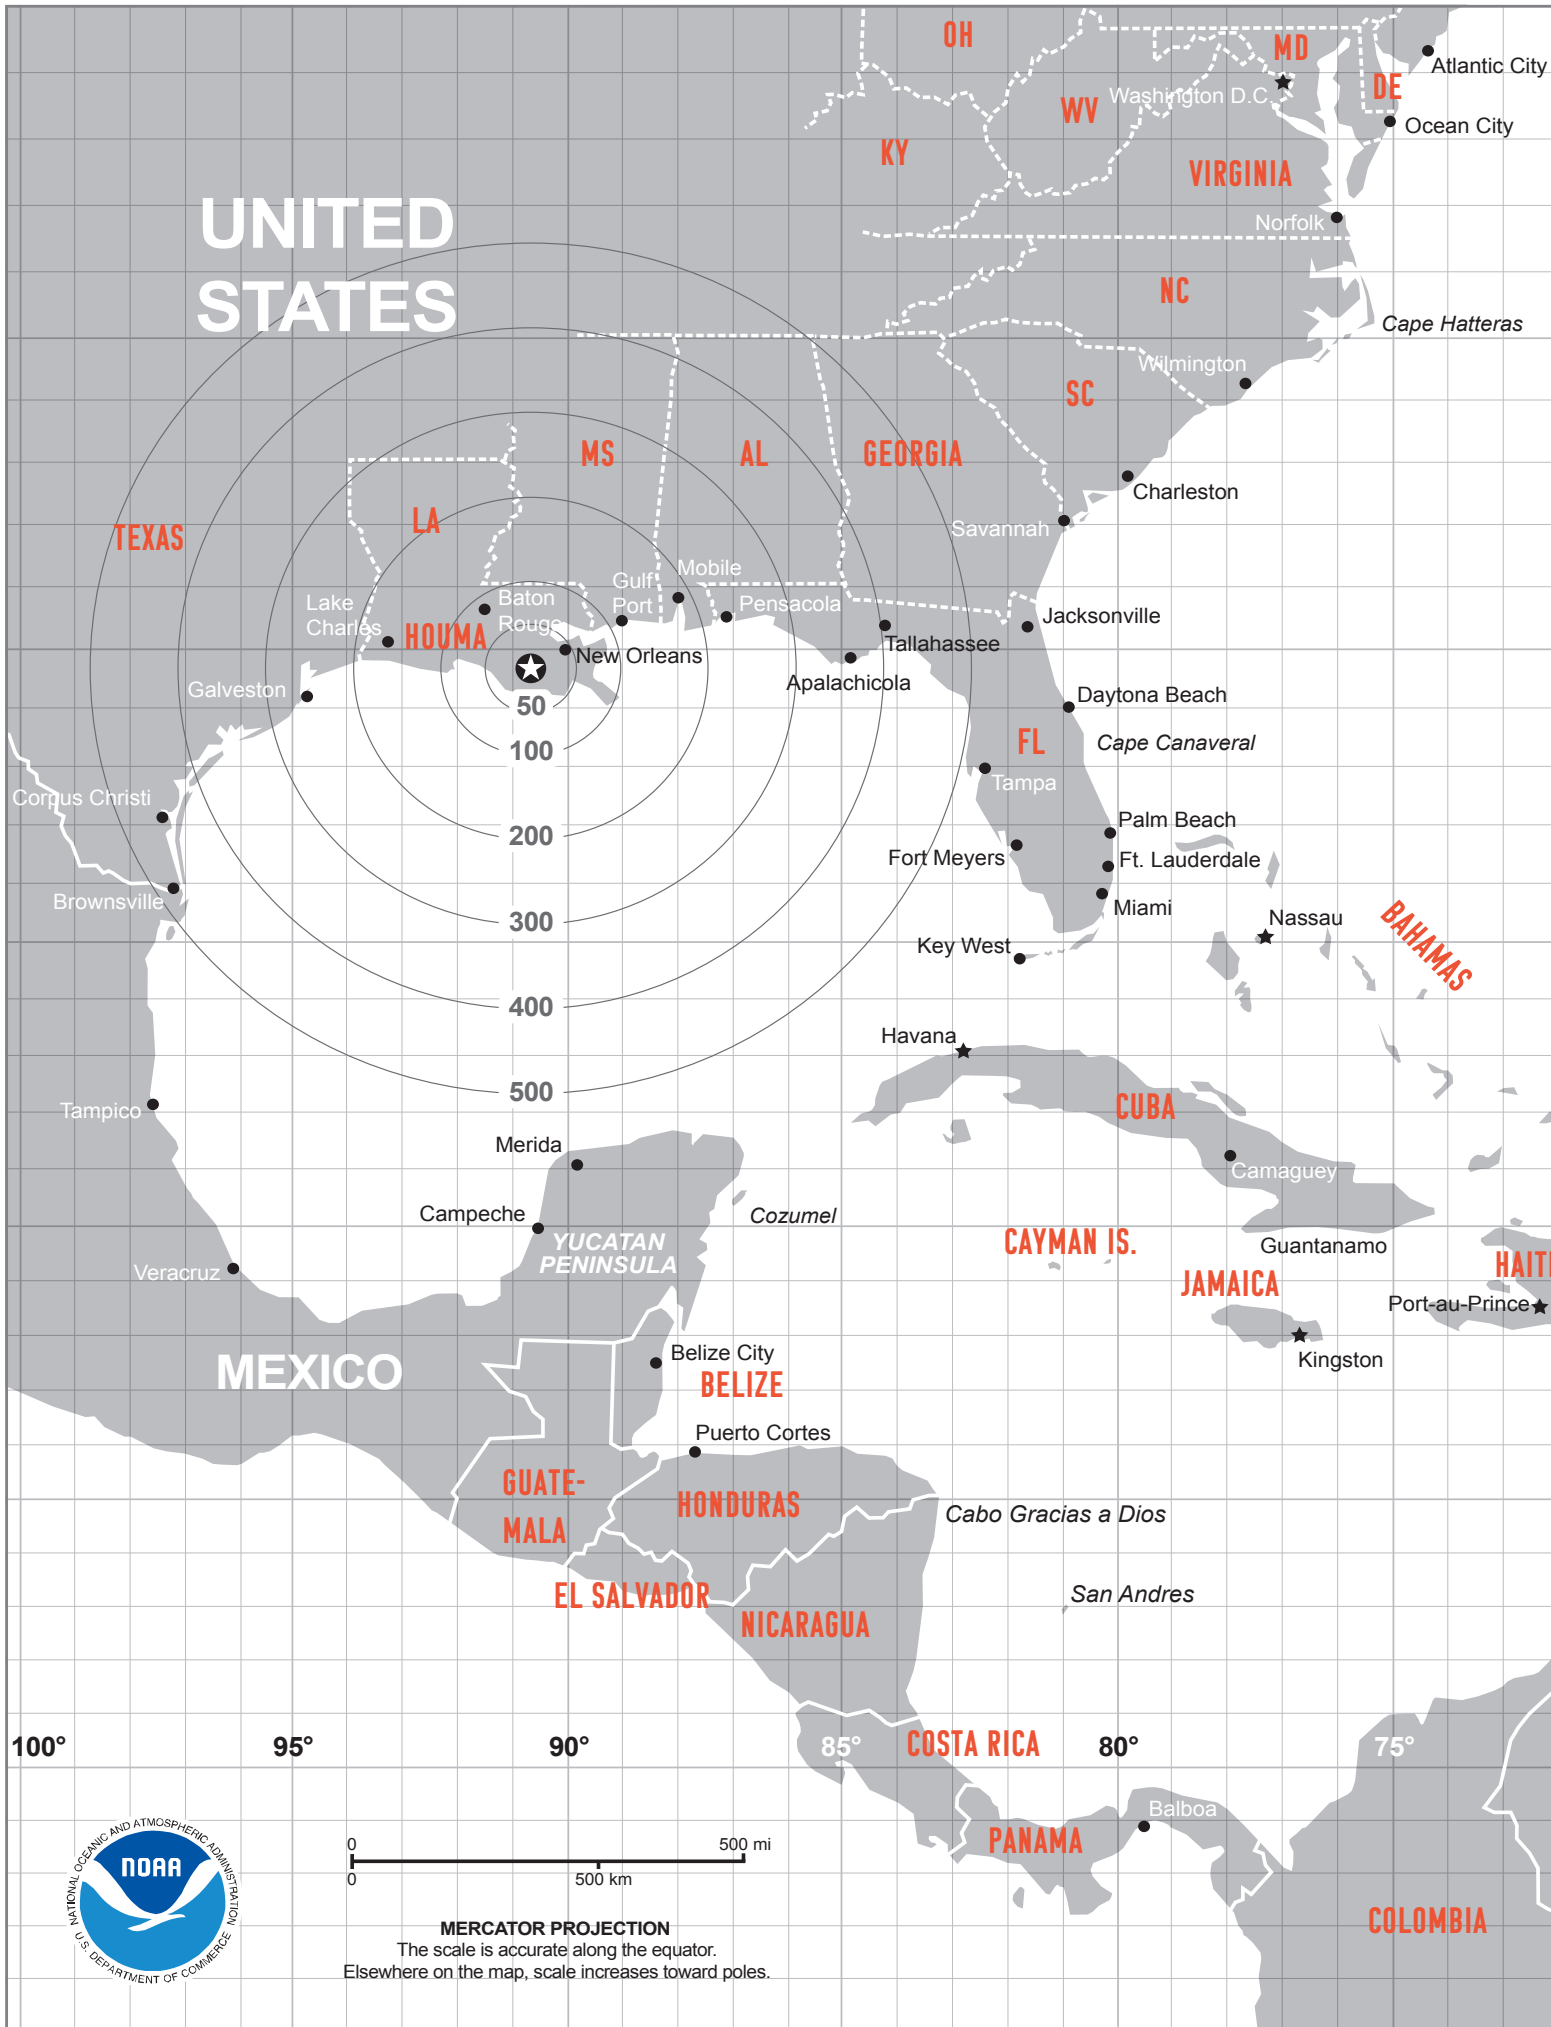 OH
MD
Atlantic City
DE
Washington D.C.
WV
Ocean City
KY
VIRGINIA
UNITED
STATES
Norfolk
NC
Cape Hatteras
Wilmington
SC
MS
AL
GEORGIA
Charleston
LA
TEXAS
Savannah
Mobile
Gulf
Port
Baton
Rouge
Pensacola
Lake
Charles
HOUMA
Jacksonville
Tallahassee
New Orleans
Apalachicola
Galveston
Daytona Beach
50
FL
Cape Canaveral
100
Tampa
Corpus Christi
Palm Beach
200
Fort Meyers
Ft. Lauderdale
Brownsville
Miami
300
Nassau
BAHAMAS
Key West
400
Havana
500
CUBA
Tampico
Merida
Camaguey
Campeche
Cozumel
YUCATAN
PENINSULA
CAYMAN IS.
Guantanamo
HAITI
Veracruz
JAMAICA
Port-au-Prince
Belize City
Kingston
MEXICO
BELIZE
Puerto Cortes
GUATE-
MALA
HONDURAS
Cabo Gracias a Dios
EL SALVADOR
San Andres
NICARAGUA
COSTA RICA
100°
95°
90°
85°
80°
75°
Balboa
PANAMA
NATIONAL OCEANIC AND ATMOSPHERIC ADMINISTRATION
NOAA
U.S. DEPARTMENT OF COMMERCE
0
500 mi
0
500 km
COLOMBIA
MERCATOR PROJECTION
The scale is accurate along the equator.
Elsewhere on the map, scale increases toward poles.